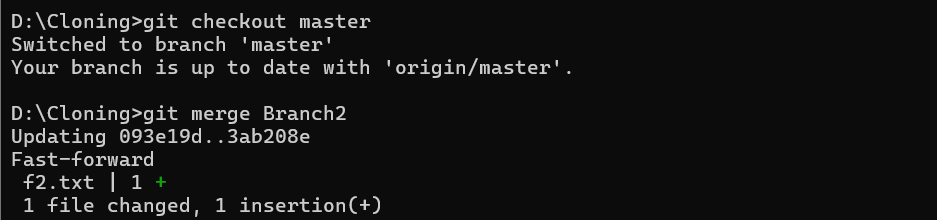 D:\Cloning>git checkout master
Switched to branch 'master'
Your branch is up to date with 'origin/master'.
D:\Cloning>git merge Branch2
Updating 093e19d..3ab208e
Fast-forward
 f2.txt | 1 +
 1 file changed, 1 insertion(+)